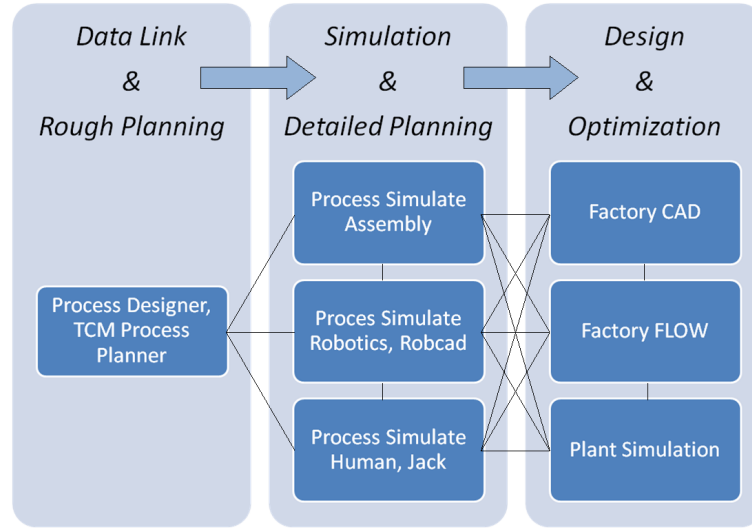 Data Link
&
Rough Planning
Simulation
&
Detailed Planning
Design
&
Optimization
Process Designer,
TCM Process
Planner
Process Simulate
Assembly
Proces Simulate
Robotics, Robcad
Process Simulate
Human, Jack
Factory CAD
Factory FLOW
Plant Simulation